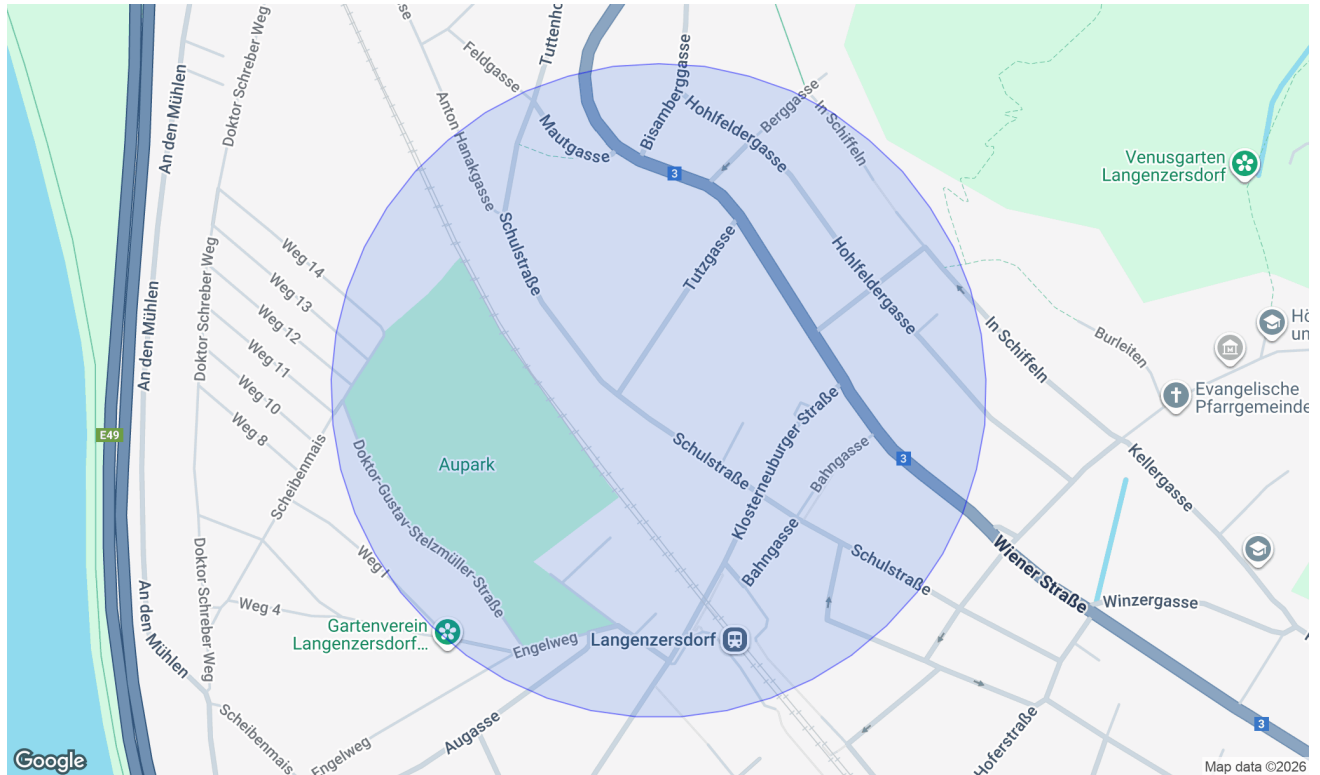 Doktor Schreber Weg
An den Mühlen
Feldgasse
Mautgasse
Bisamberggasse
Hohlfeldergasse
Berggasse
In Schiffeln
Venusgarten
Langenzersdorf
3
Anton Hanakgasse
Schulstraße
Tutzgasse
Hohlfeldergasse
Doktor Schreber Weg
An den Mühlen
Weg 14
Weg 13
Weg 12
Weg 11
Weg 10
Weg 8
In Schiffeln
Burleiten
Evangelische
Pfarrgemeinde
E49
Scheibenmais
Aupark
Doktor-Gustav-Stelzmüller-Straße
Schulstraße
Klosterneuburger Straße
Bahngasse
3
Kellergasse
Doktor Schreber Weg
An den Mühlen
Weg 1
Weg 4
Gartenverein
Langenzersdorf...
Engelweg
Langenzersdorf
Bahngasse
Schulstraße
Wiener Straße
Winzergasse
Scheibenmais
Engelweg
Augasse
Hoferstraße
3
Google
Map data ©2026